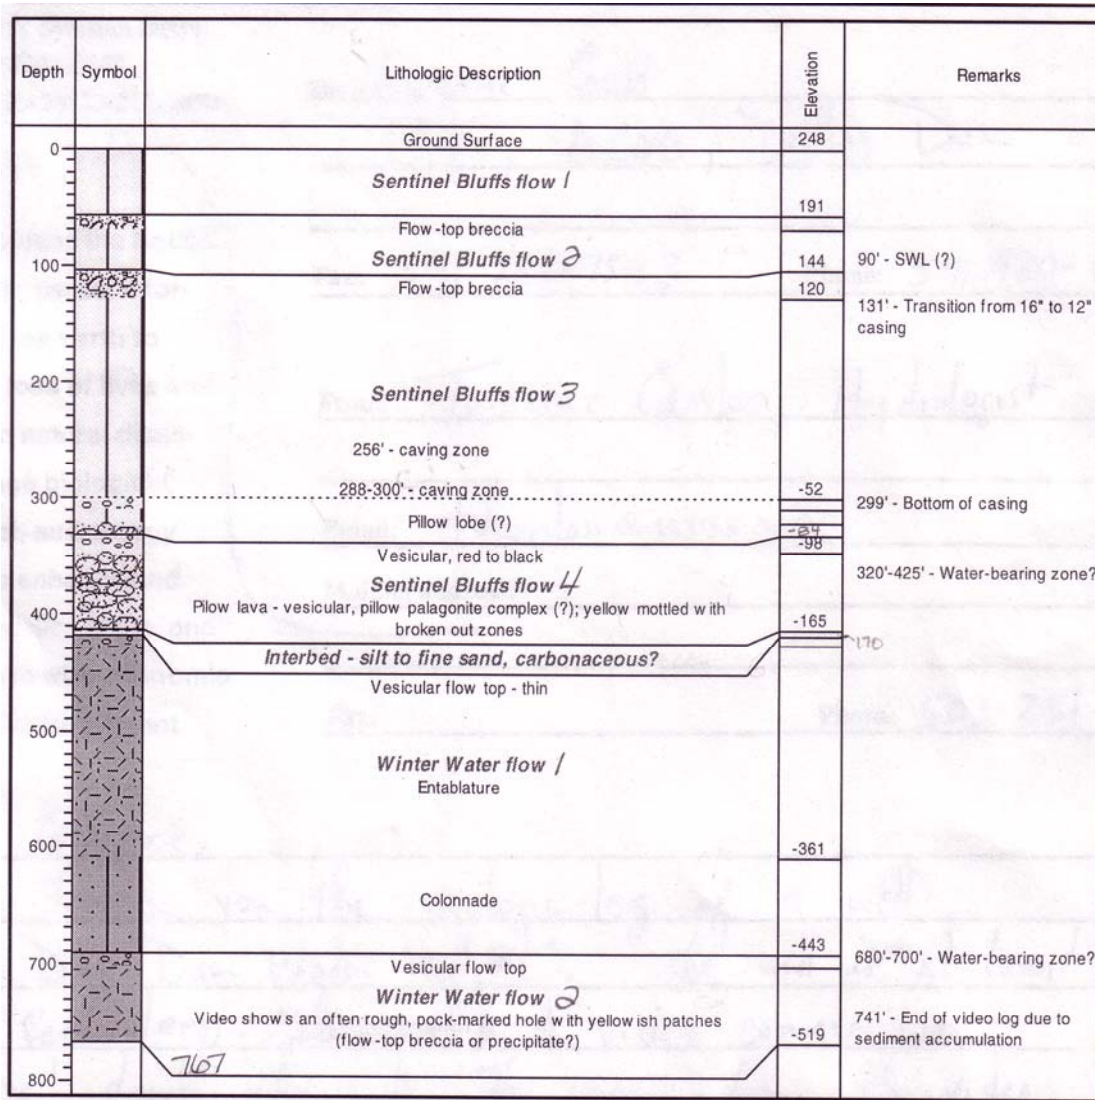 Depth Symbol Lithologic Description Elevation Remarks
Ground Surface 248
0
Sentinel Bluffs flow 1
191
Flow-top breccia
Sentinel Bluffs flow 2 144 90' - SWL (?)
100
Flow-top breccia 120
131' - Transition from 16" to 12"
casing
200
Sentinel Bluffs flow 3
256' - caving zone
288-300' - caving zone -52
300 299' - Bottom of casing
Pillow lobe (?)
Vesicular, red to black -98
Sentinel Bluffs flow 4 320'-425' - Water-bearing zone?
400 Pilow lava - vesicular, pillow palagonite complex (?); yellow mottled with -165
broken out zones
170
Interbed - silt to fine sand, carbonaceous?
Vesicular flow top - thin
500
Winter Water flow 1
Entablature
600 -361
Colonnade
-443
700 Vesicular flow top 680'-700' - Water-bearing zone?
Winter Water flow 2
Video shows an often rough, pock-marked hole with yellowish patches 741' - End of video log due to
(flow-top breccia or precipitate?) -519 sediment accumulation
767
800